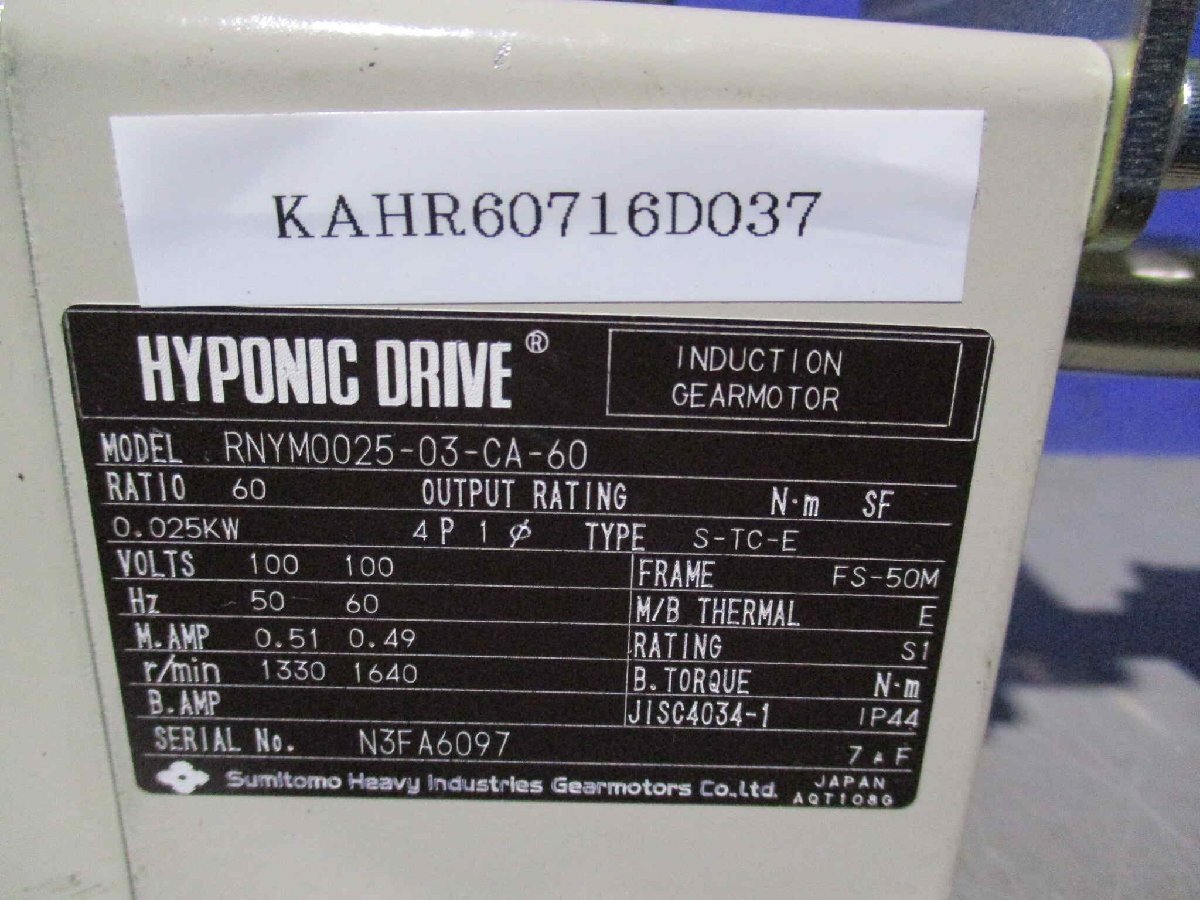 KAHR60716D037
HYPONIC DRIVE® INDUCTION
GEARMOTOR
MODEL RNYM0025-03-CA-60
RATIO 60 OUTPUT RATING N·m SF
0.025KW 4P 1φ TYPE S-TC-E
VOLTS 100 100 FRAME FS-50M
Hz 50 60 M/B THERMAL E
M.AMP 0.51 0.49 RATING S1
r/min 1330 1640 B.TORQUE N·m
B.AMP JISC4034-1 IP44
SERIAL No. N3FA6097 7▲F
Sumitomo Heavy Industries Gearmotors Co.,Ltd. JAPAN
AQT108G